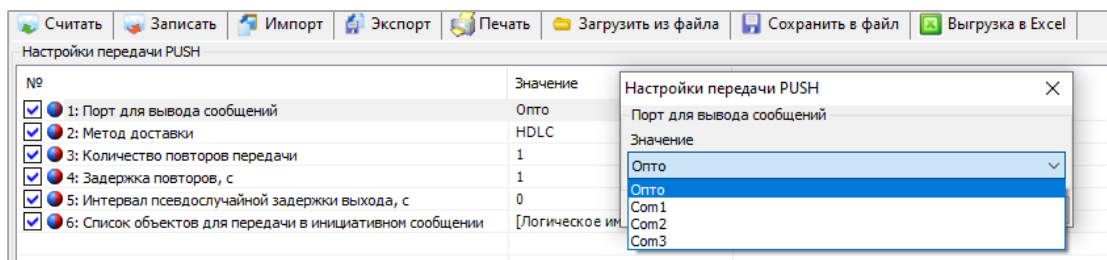 Считать Записать Импорт Экспорт Печать Загрузить из файла Сохранить в файл Выгрузка в Excel
Настройки передачи PUSH
№ Значение
1: Порт для вывода сообщений Опто
2: Метод доставки HDLC
3: Количество повторов передачи 1
4: Задержка повторов, с 1
5: Интервал псевдослучайной задержки выхода, с 0
6: Список объектов для передачи в инициативном сообщении [Логическое им
Настройки передачи PUSH
Порт для вывода сообщений
Значение
Опто
Опто
Com1
Com2
Com3